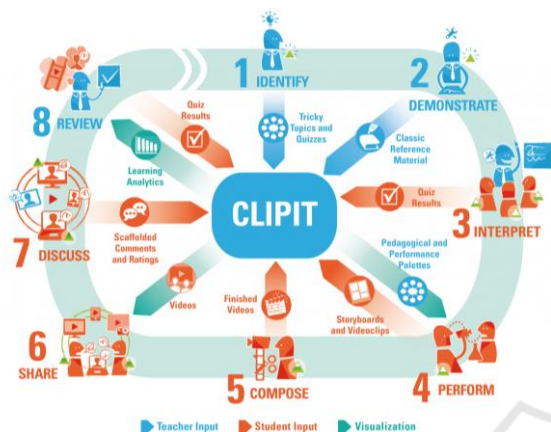 1 IDENTIFY
2
DEMONSTRATE
8 REVIEW
Quiz
Results
Tricky
Topics and
Quizzes
Classic
Reference
Material
Learning
Analytics
CLIPIT
Quiz
Results
3 INTERPRET
7 DISCUSS
Scaffolded
Comments
and Ratings
Pedagogical and
Performance
Palettes
Videos
Finished
Videos
Storyboards
and Videoclips
6
SHARE
5 COMPOSE
4 PERFORM
Teacher Input
Student Input
Visualization